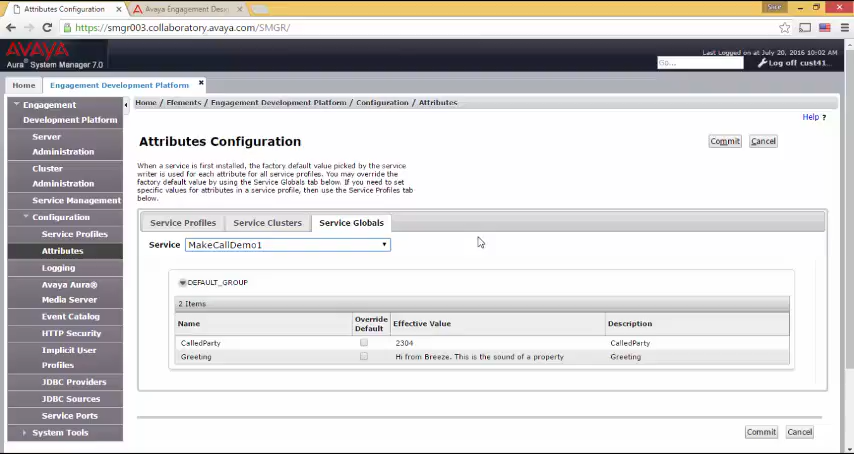 Attributes Configuration
Avaya Engagement Desi
https://smgr003.collaboratory.avaya.com/SMGR/
AVAYA
Aura® System Manager 7.0
Last Logged on at July 20, 2016 10:02 AM
Go...
Log off cust41...
Home
Engagement Development Platform
Engagement
Development Platform
Server
Administration
Cluster
Administration
Service Management
Configuration
Service Profiles
Attributes
Logging
Avaya Aura®
Media Server
Event Catalog
HTTP Security
Implicit User
Profiles
JDBC Providers
JDBC Sources
Service Ports
System Tools
Home / Elements / Engagement Development Platform / Configuration / Attributes
Help ?
Attributes Configuration
Commit
Cancel
When a service is first installed, the factory default value picked by the service
writer is used for each attribute for all service profiles. You may override the
factory default value by using the Service Globals tab below. If you need to set
specific values for attributes in a service profile, then use the Service Profiles tab
below.
Service Profiles
Service Clusters
Service Globals
Service
MakeCallDemo1
DEFAULT_GROUP
2 Items
Name
Override
Default
Effective Value
Description
CalledParty
2304
CalledParty
Greeting
Hi from Breeze. This is the sound of a property
Greeting
Commit
Cancel